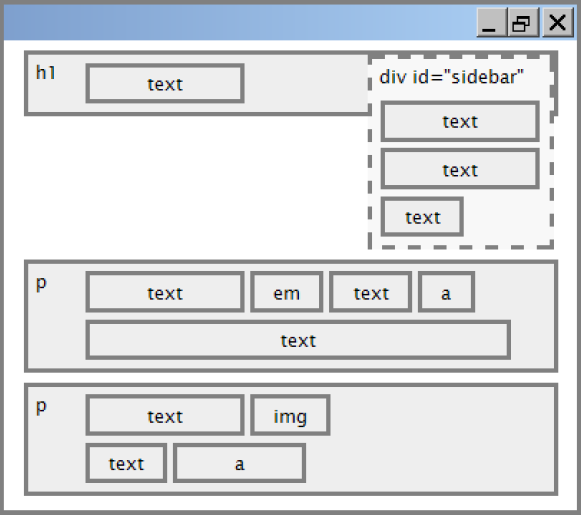 h1
text
div id="sidebar"
text
text
text
p
text em text a
text
p
text img
text a